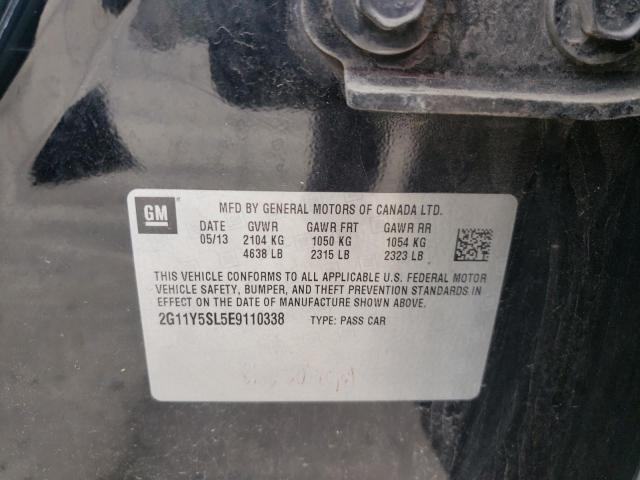 GM
MFD BY GENERAL MOTORS OF CANADA LTD.
DATE GVWR GAWR FRT GAWR RR
05/13 2104 KG 1050 KG 1054 KG
4638 LB 2315 LB 2323 LB
THIS VEHICLE CONFORMS TO ALL APPLICABLE U.S. FEDERAL MOTOR
VEHICLE SAFETY, BUMPER, AND THEFT PREVENTION STANDARDS IN
EFFECT ON THE DATE OF MANUFACTURE SHOWN ABOVE.
2G11Y5SL5E9110338 TYPE: PASS CAR